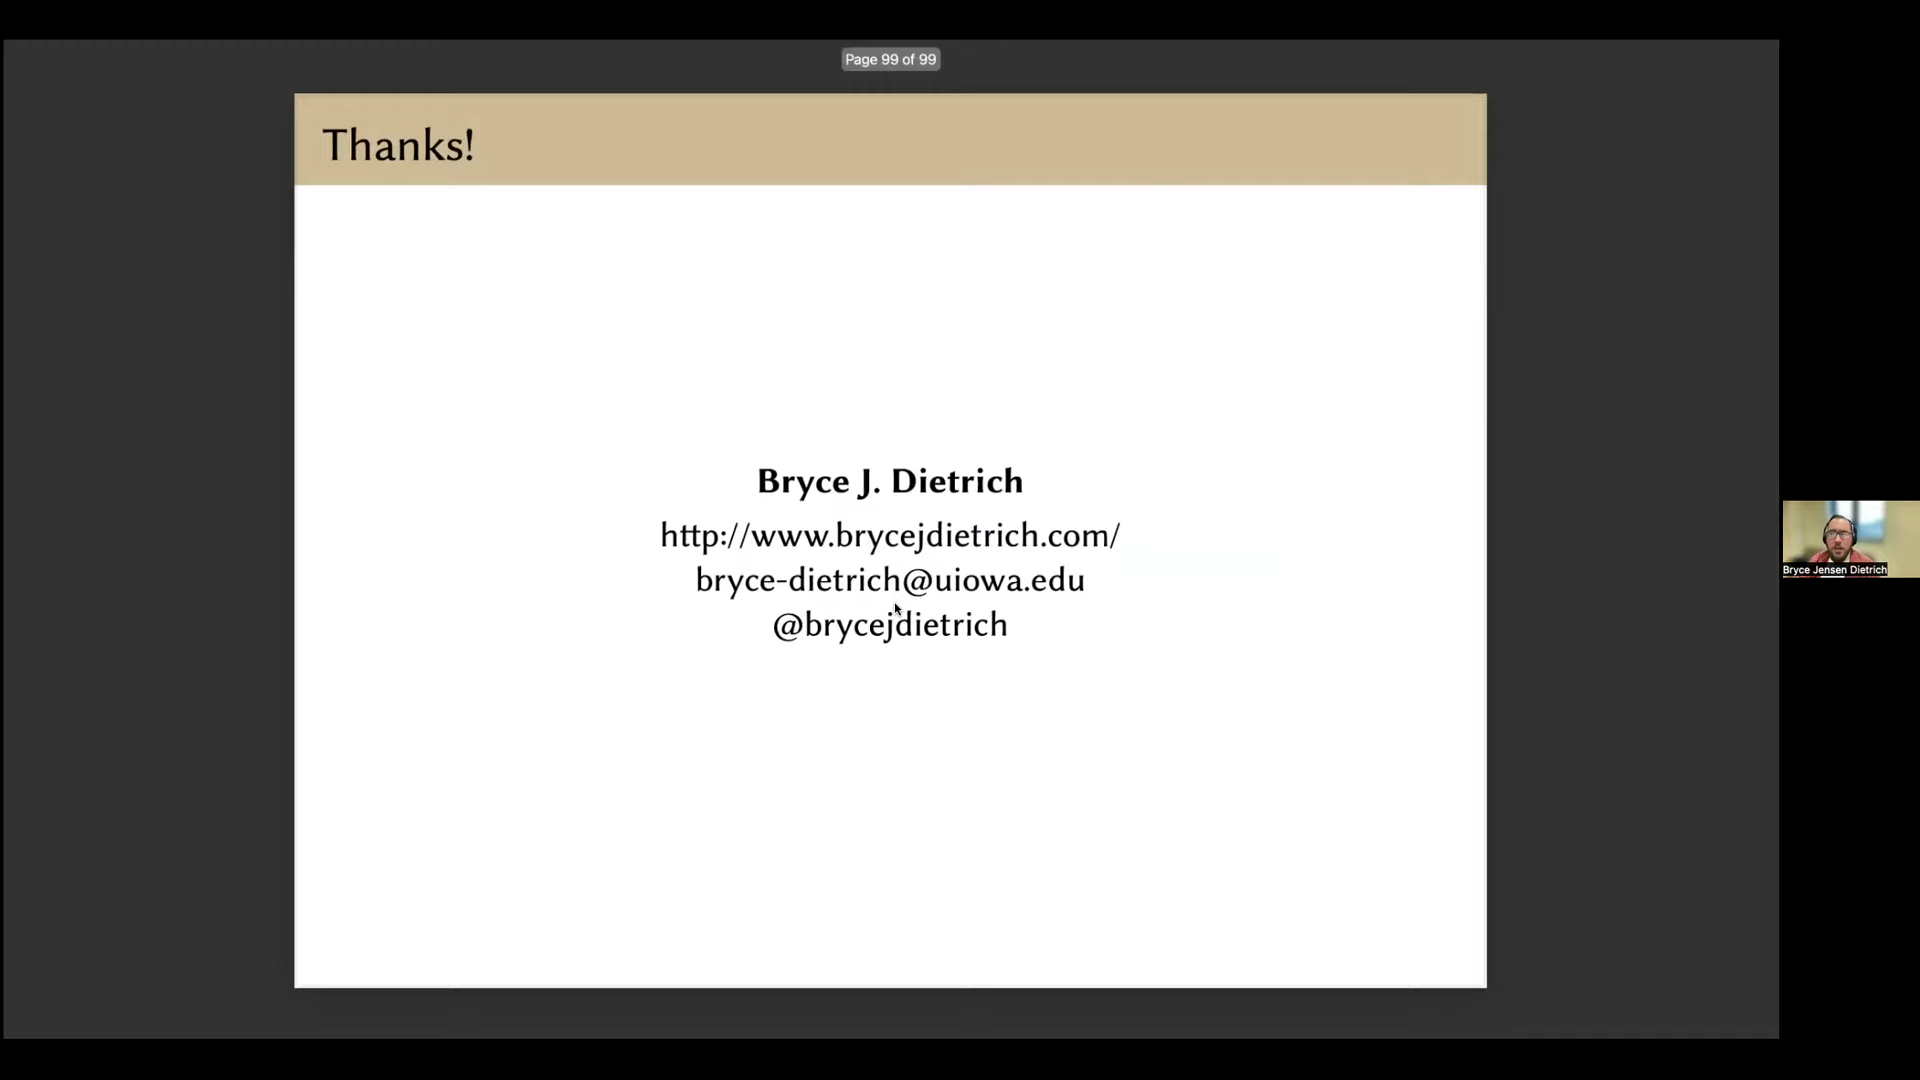 Page 99 of 99
Thanks!
Bryce J. Dietrich
http://www.brycejdietrich.com/
bryce-dietrich@uiowa.edu
@brycejdietrich
Bryce Jensen Dietrich